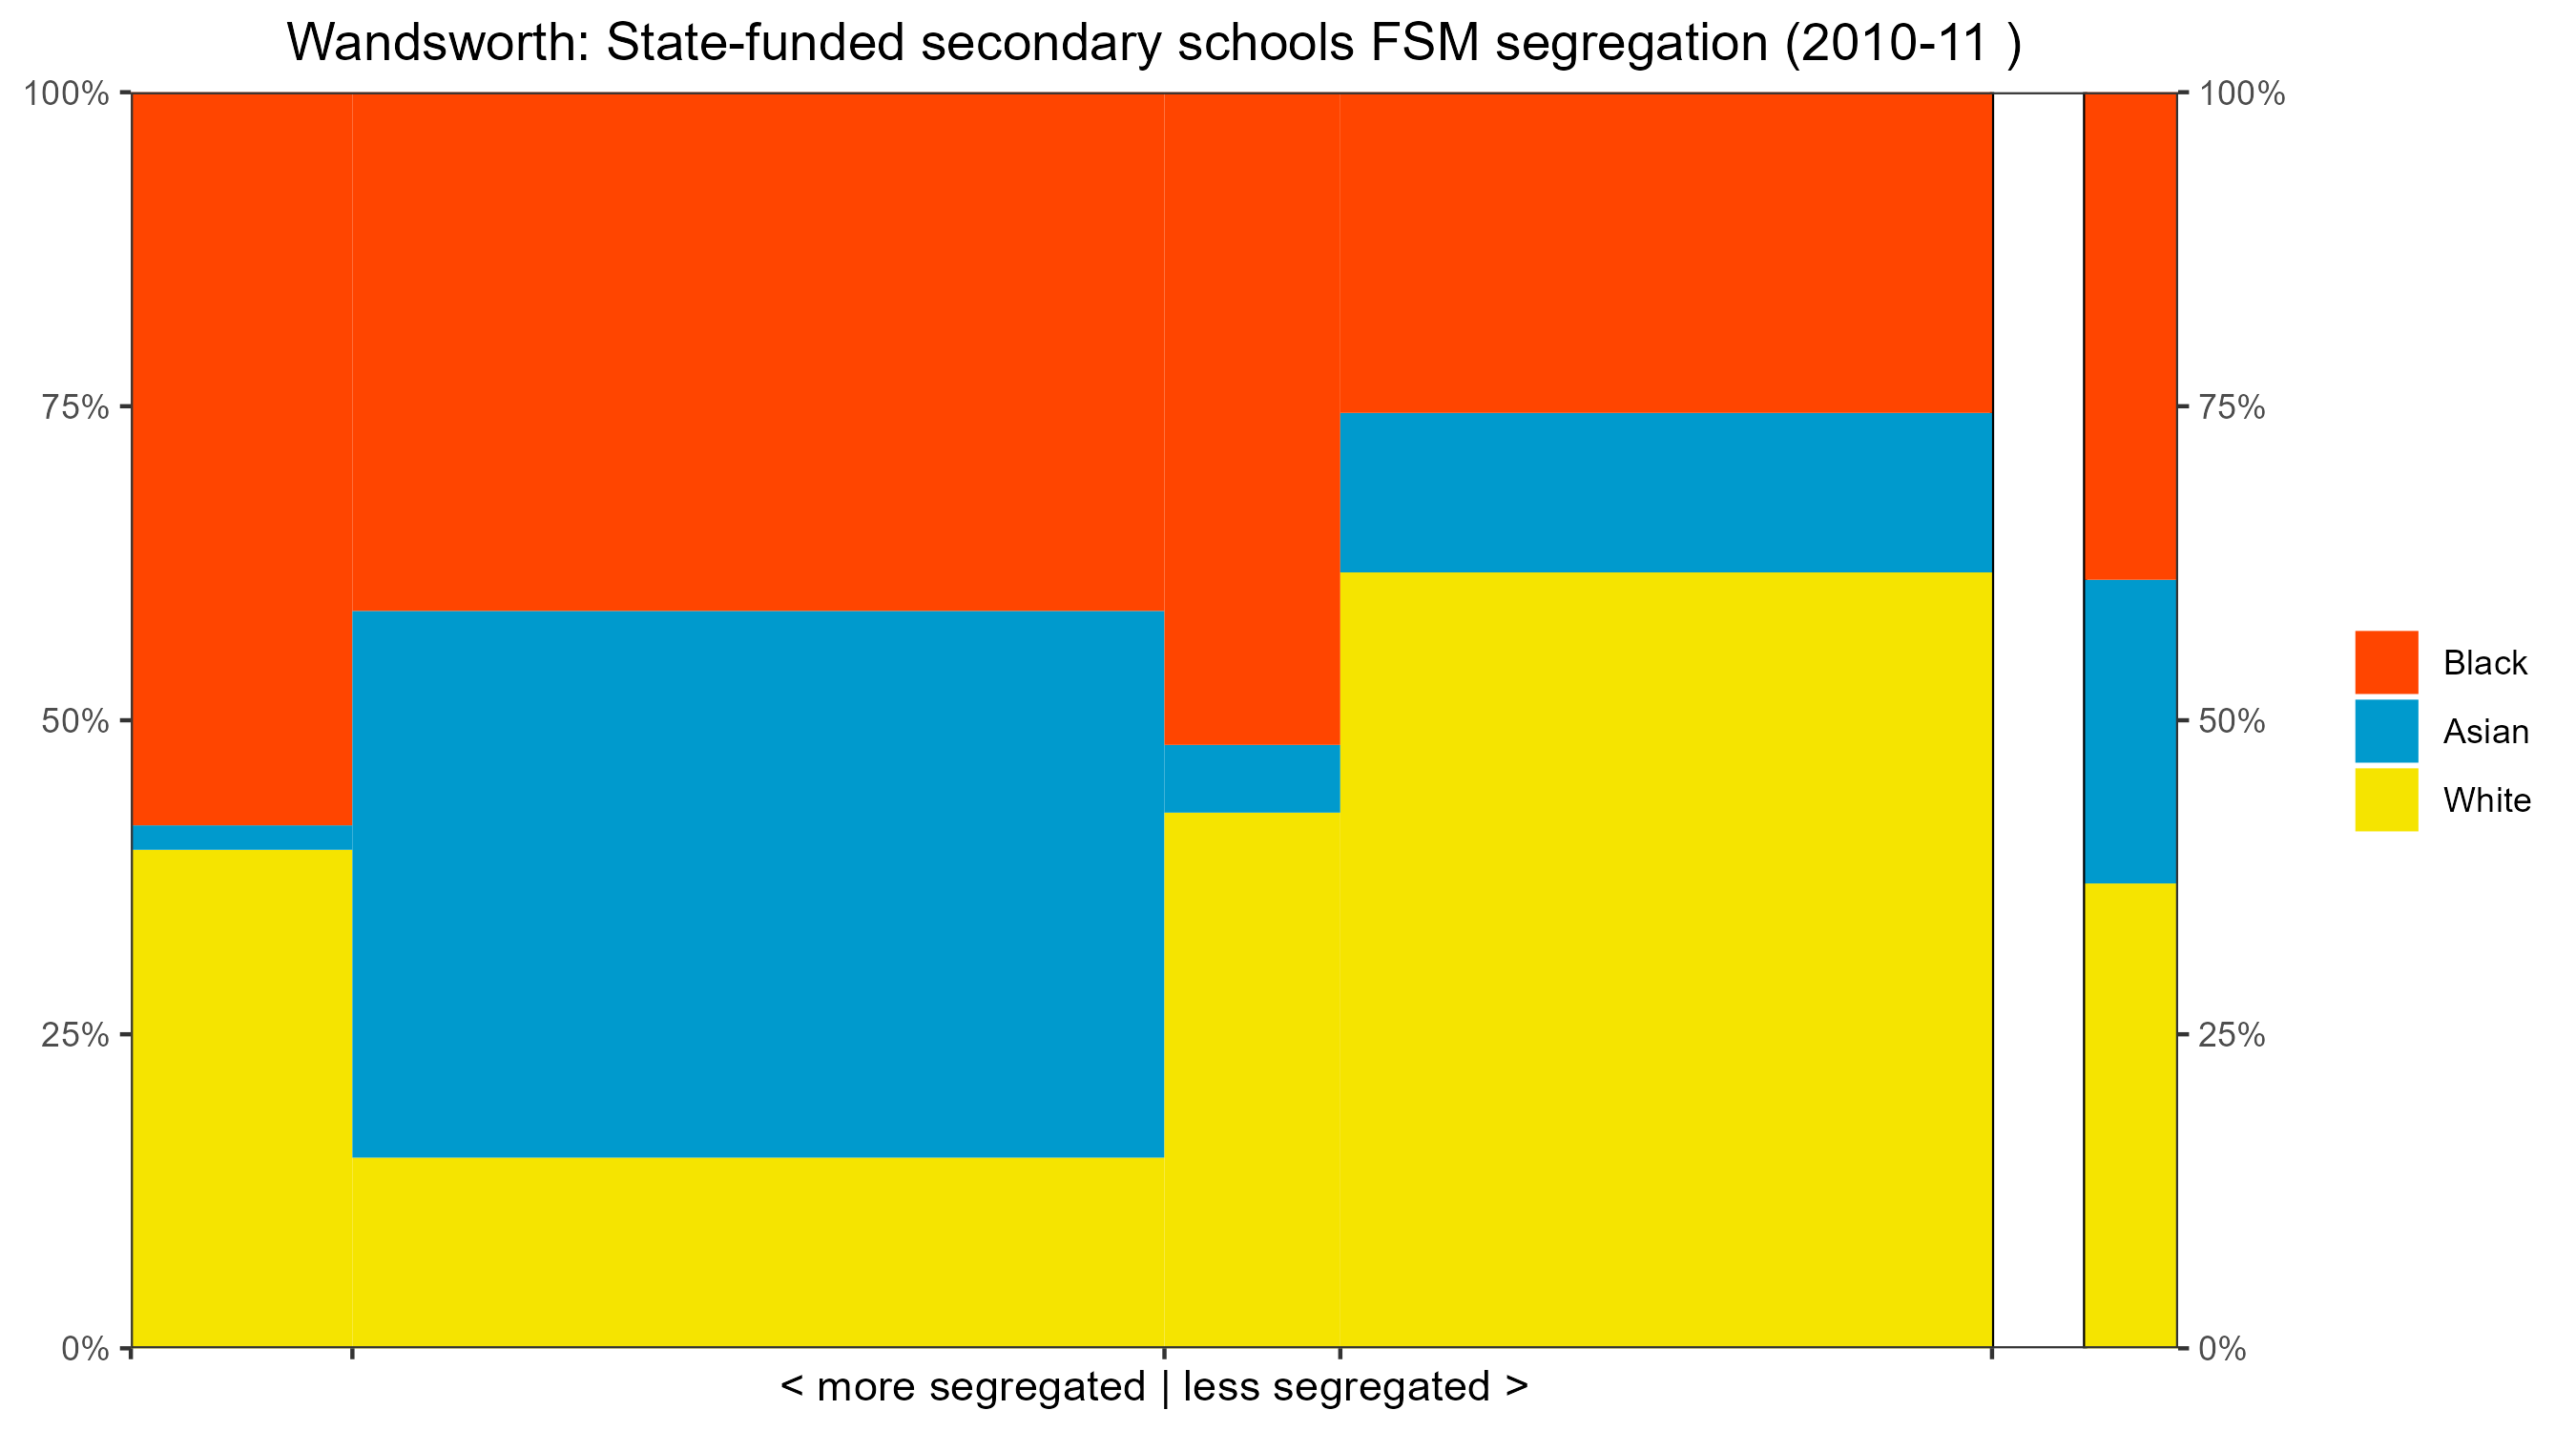 Wandsworth: State-funded secondary schools FSM segregation (2010-11 )
100%
75%
50%
25%
0%
100%
75%
50%
25%
0%
Black
Asian
White
< more segregated | less segregated >